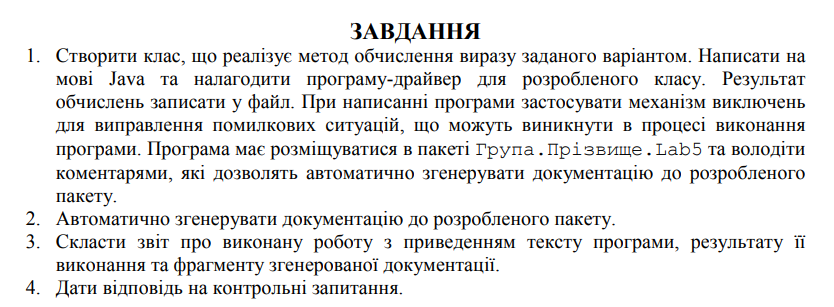 ЗАВДАННЯ
1. Створити клас, що реалізує метод обчислення виразу заданого варіантом. Написати на
мові Java та налагодити програму-драйвер для розробленого класу. Результат
обчислень записати у файл. При написанні програми застосувати механізм виключень
для виправлення помилкових ситуацій, що можуть виникнути в процесі виконання
програми. Програма має розміщуватися в пакеті Група.Прізвище.Lab5 та володіти
коментарями, які дозволять автоматично згенерувати документацію до розробленого
пакету.
2. Автоматично згенерувати документацію до розробленого пакету.
3. Скласти звіт про виконану роботу з приведенням тексту програми, результату її
виконання та фрагменту згенерованої документації.
4. Дати відповідь на контрольні запитання.